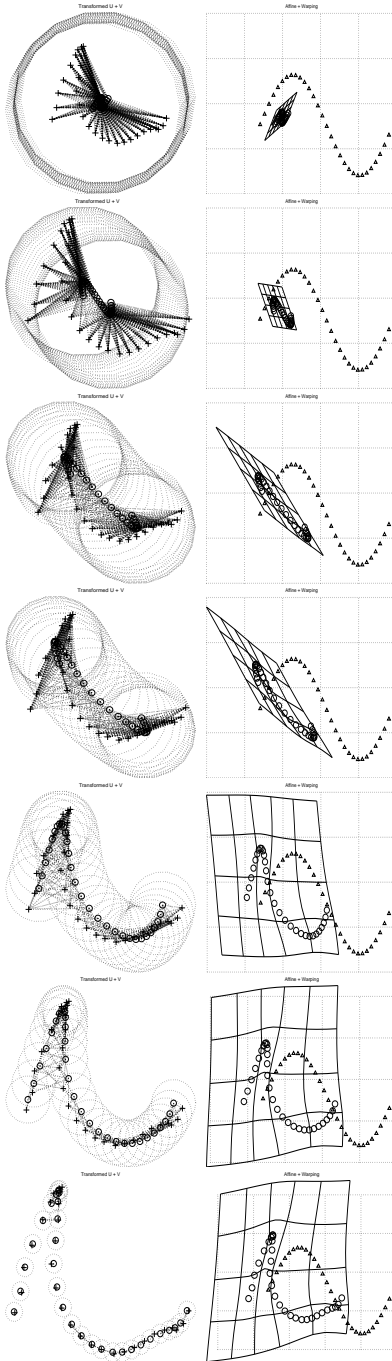 Transformed U + V
Affine + Warping
Transformed U + V
Affine + Warping
Transformed U + V
Affine + Warping
Transformed U + V
Affine + Warping
Transformed U + V
Affine + Warping
Transformed U + V
Affine + Warping
Transformed U + V
Affine + Warping